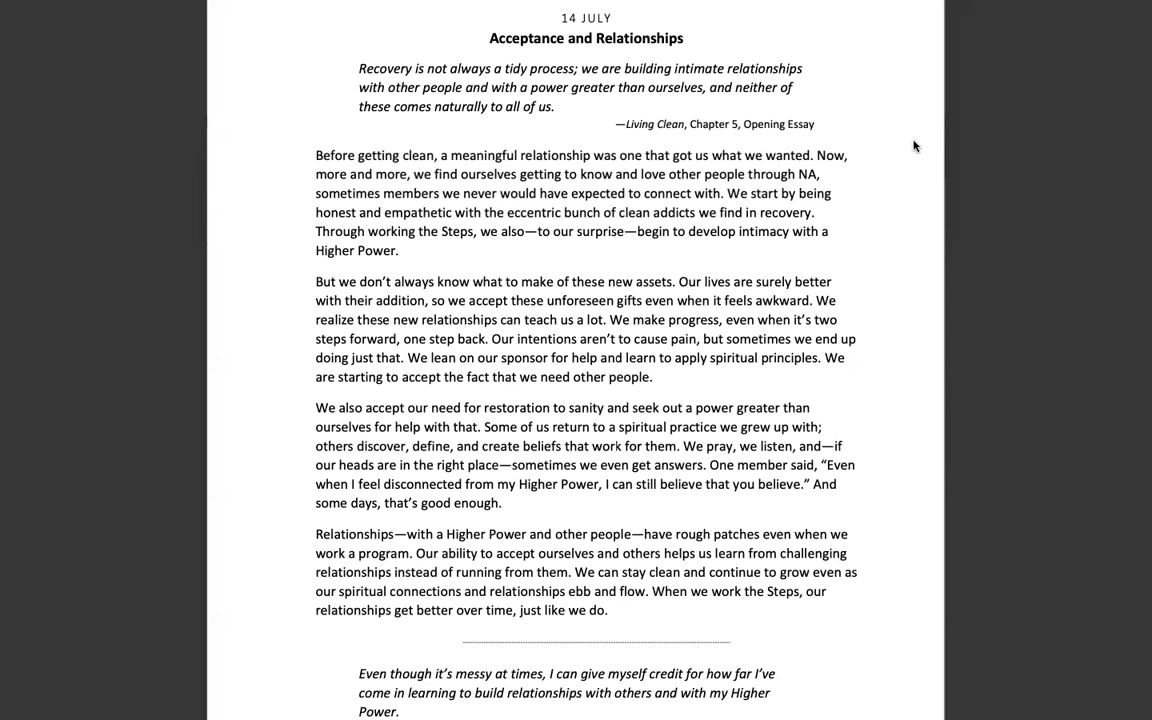 14 JULY
Acceptance and Relationships
Recovery is not always a tidy process; we are building intimate relationships
with other people and with a power greater than ourselves, and neither of
these comes naturally to all of us.
—Living Clean, Chapter 5, Opening Essay
Before getting clean, a meaningful relationship was one that got us what we wanted. Now,
more and more, we find ourselves getting to know and love other people through NA,
sometimes members we never would have expected to connect with. We start by being
honest and empathetic with the eccentric bunch of clean addicts we find in recovery.
Through working the Steps, we also—to our surprise—begin to develop intimacy with a
Higher Power.
But we don’t always know what to make of these new assets. Our lives are surely better
with their addition, so we accept these unforeseen gifts even when it feels awkward. We
realize these new relationships can teach us a lot. We make progress, even when it’s two
steps forward, one step back. Our intentions aren’t to cause pain, but sometimes we end up
doing just that. We lean on our sponsor for help and learn to apply spiritual principles. We
are starting to accept the fact that we need other people.
We also accept our need for restoration to sanity and seek out a power greater than
ourselves for help with that. Some of us return to a spiritual practice we grew up with;
others discover, define, and create beliefs that work for them. We pray, we listen, and—if
our heads are in the right place—sometimes we even get answers. One member said, “Even
when I feel disconnected from my Higher Power, I can still believe that you believe.” And
some days, that’s good enough.
Relationships—with a Higher Power and other people—have rough patches even when we
work a program. Our ability to accept ourselves and others helps us learn from challenging
relationships instead of running from them. We can stay clean and continue to grow even as
our spiritual connections and relationships ebb and flow. When we work the Steps, our
relationships get better over time, just like we do.
Even though it’s messy at times, I can give myself credit for how far I’ve
come in learning to build relationships with others and with my Higher
Power.